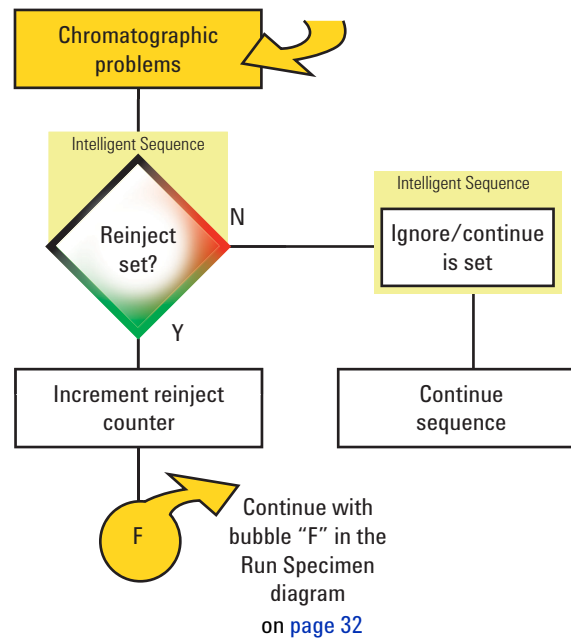 Chromatographic
problems
Intelligent Sequence
Reinject
set?
N
Y
Intelligent Sequence
Ignore/continue
is set
Increment reinject
counter
Continue
sequence
F
Continue with
bubble “F” in the
Run Specimen
diagram
on page 32